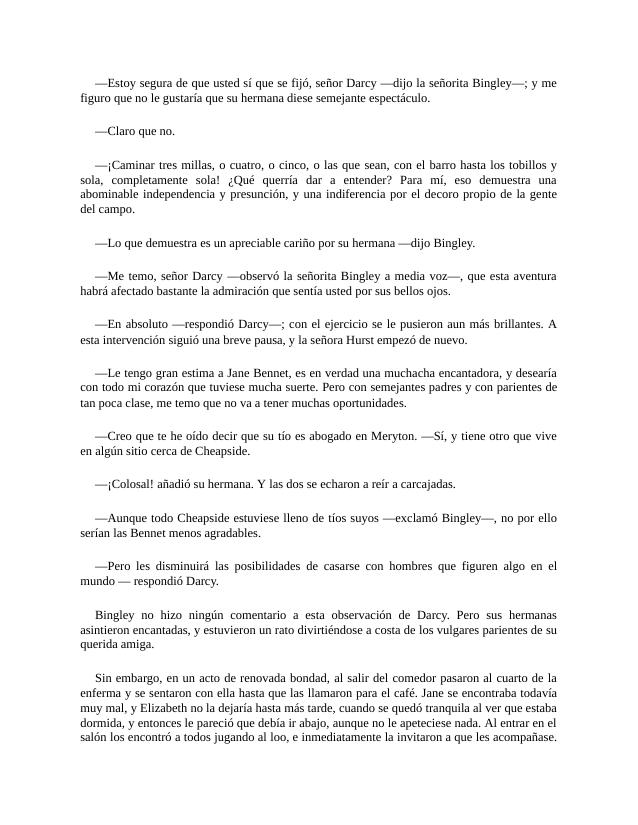 —Estoy segura de que usted sí que se fijó, señor Darcy —dijo la señorita Bingley—; y me
figuro que no le gustaría que su hermana diese semejante espectáculo.
—Claro que no.
—¡Caminar tres millas, o cuatro, o cinco, o las que sean, con el barro hasta los tobillos y
sola, completamente sola! ¿Qué querría dar a entender? Para mí, eso demuestra una
abominable independencia y presunción, y una indiferencia por el decoro propio de la gente
del campo.
—Lo que demuestra es un apreciable cariño por su hermana —dijo Bingley.
—Me temo, señor Darcy —observó la señorita Bingley a media voz—, que esta aventura
habrá afectado bastante la admiración que sentía usted por sus bellos ojos.
—En absoluto —respondió Darcy—; con el ejercicio se le pusieron aun más brillantes. A
esta intervención siguió una breve pausa, y la señora Hurst empezó de nuevo.
—Le tengo gran estima a Jane Bennet, es en verdad una muchacha encantadora, y desearía
con todo mi corazón que tuviese mucha suerte. Pero con semejantes padres y con parientes de
tan poca clase, me temo que no va a tener muchas oportunidades.
—Creo que te he oído decir que su tío es abogado en Meryton. —Sí, y tiene otro que vive
en algún sitio cerca de Cheapside.
—¡Colosal! añadió su hermana. Y las dos se echaron a reír a carcajadas.
—Aunque todo Cheapside estuviese lleno de tíos suyos —exclamó Bingley—, no por ello
serían las Bennet menos agradables.
—Pero les disminuirá las posibilidades de casarse con hombres que figuren algo en el
mundo — respondió Darcy.
Bingley no hizo ningún comentario a esta observación de Darcy. Pero sus hermanas
asintieron encantadas, y estuvieron un rato divirtiéndose a costa de los vulgares parientes de su
querida amiga.
Sin embargo, en un acto de renovada bondad, al salir del comedor pasaron al cuarto de la
enferma y se sentaron con ella hasta que las llamaron para el café. Jane se encontraba todavía
muy mal, y Elizabeth no la dejaría hasta más tarde, cuando se quedó tranquila al ver que estaba
dormida, y entonces le pareció que debía ir abajo, aunque no le apeteciese nada. Al entrar en el
salón los encontró a todos jugando al loo, e inmediatamente la invitaron a que les acompañase.